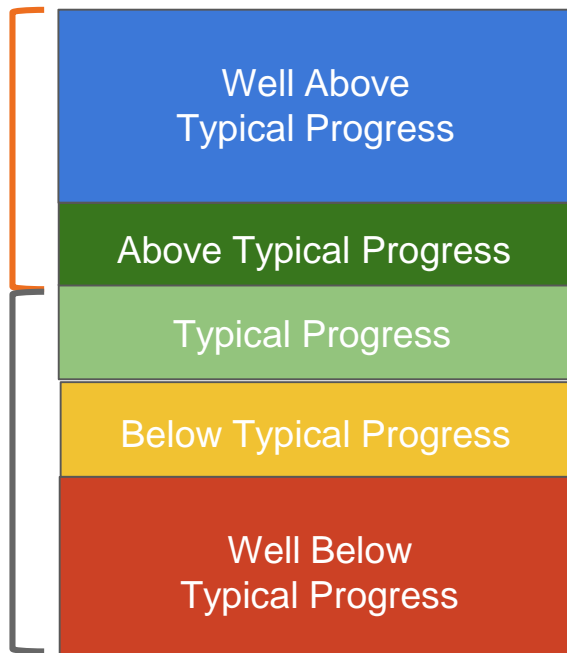 Well Above
Typical Progress
Above Typical Progress
Typical Progress
Below Typical Progress
Well Below
Typical Progress